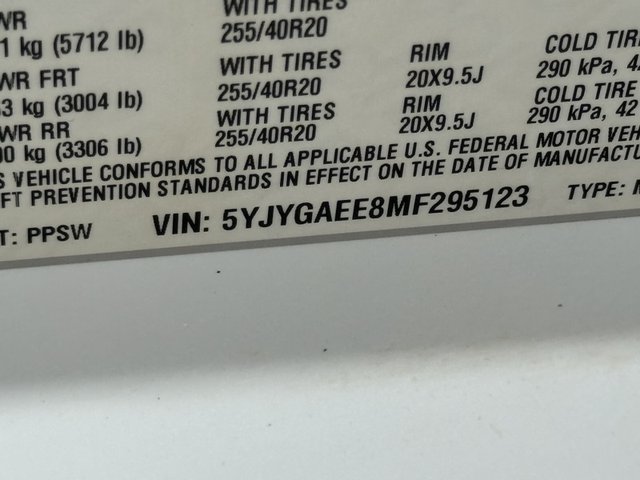 WR WITH TIRES
1 kg (5712 lb) 255/40R20 RIM COLD TIR
WR FRT WITH TIRES 20X9.5J 290 kPa, 42
3 kg (3004 lb) 255/40R20 RIM COLD TIRE
WR RR WITH TIRES 20X9.5J 290 kPa, 42
0 kg (3306 lb) 255/40R20
S VEHICLE CONFORMS TO ALL APPLICABLE U.S. FEDERAL MOTOR VEH
FT PREVENTION STANDARDS IN EFFECT ON THE DATE OF MANUFACTU
T: PPSW VIN: 5YJYGAEE8MF295123 TYPE: M